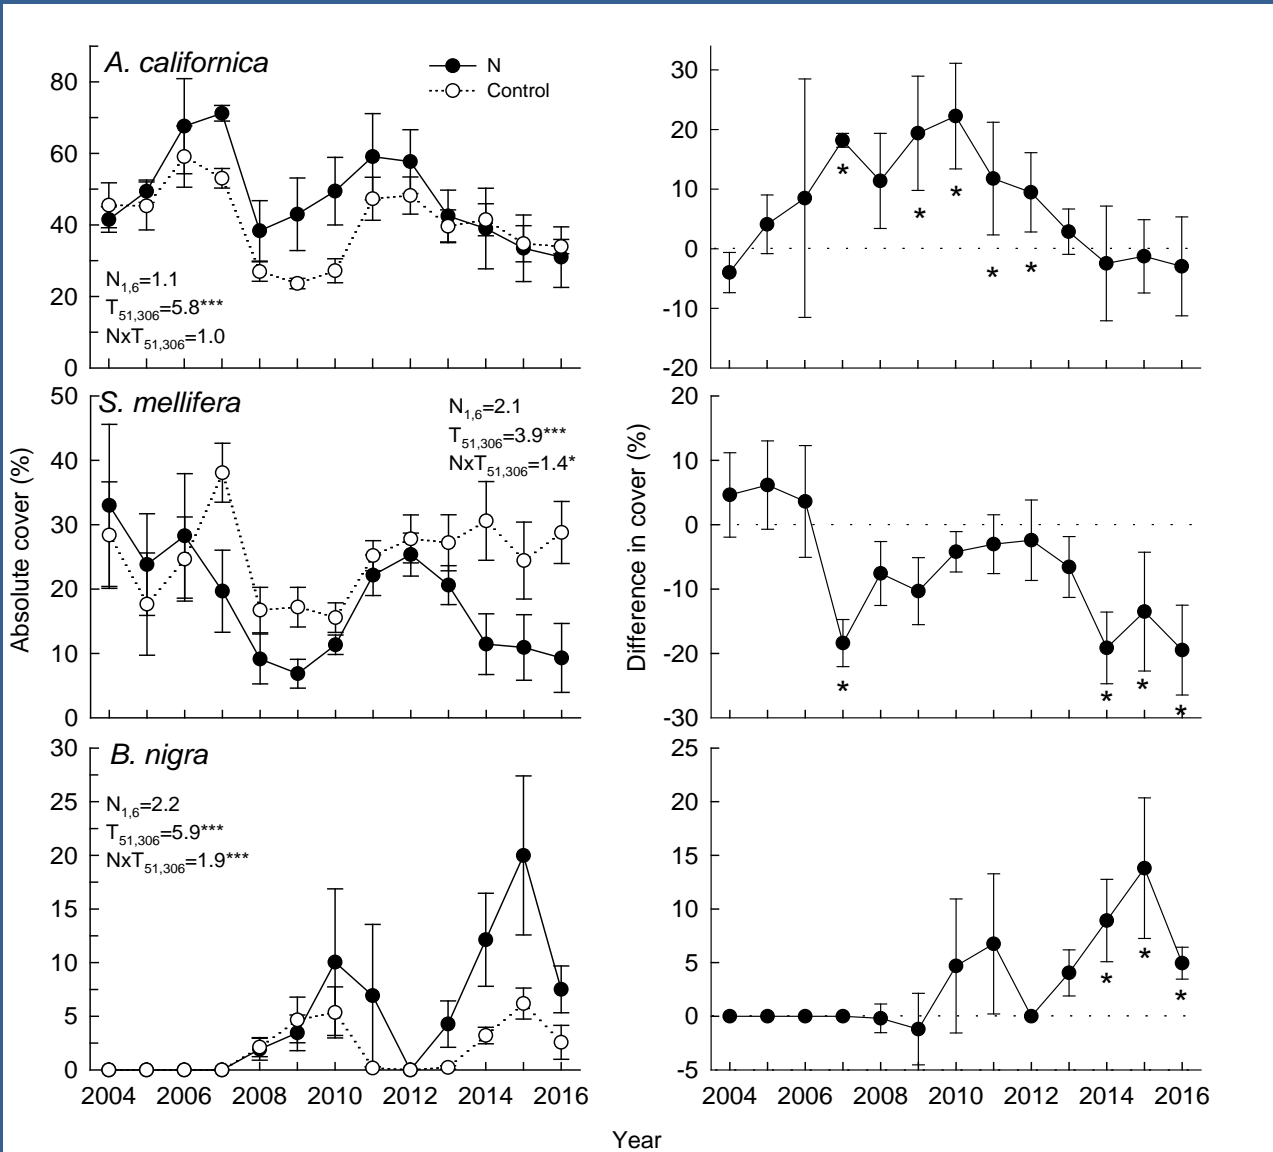 A. californica
N
Control
80
60
40
20
0
N1,6=1.1
T51,306=5.8***
NxT51,306=1.0
30
20
10
0
-10
-20
*
*
*
*
*
S. mellifera
50
40
30
20
10
0
N1,6=2.1
T51,306=3.9***
NxT51,306=1.4*
Absolute cover (%)
20
10
0
-10
-20
-30
*
*
*
*
Difference in cover (%)
B. nigra
30
25
20
15
10
5
0
N1,6=2.2
T51,306=5.9***
NxT51,306=1.9***
2004 2006 2008 2010 2012 2014 2016
25
20
15
10
5
0
-5
*
*
*
2004 2006 2008 2010 2012 2014 2016
Year